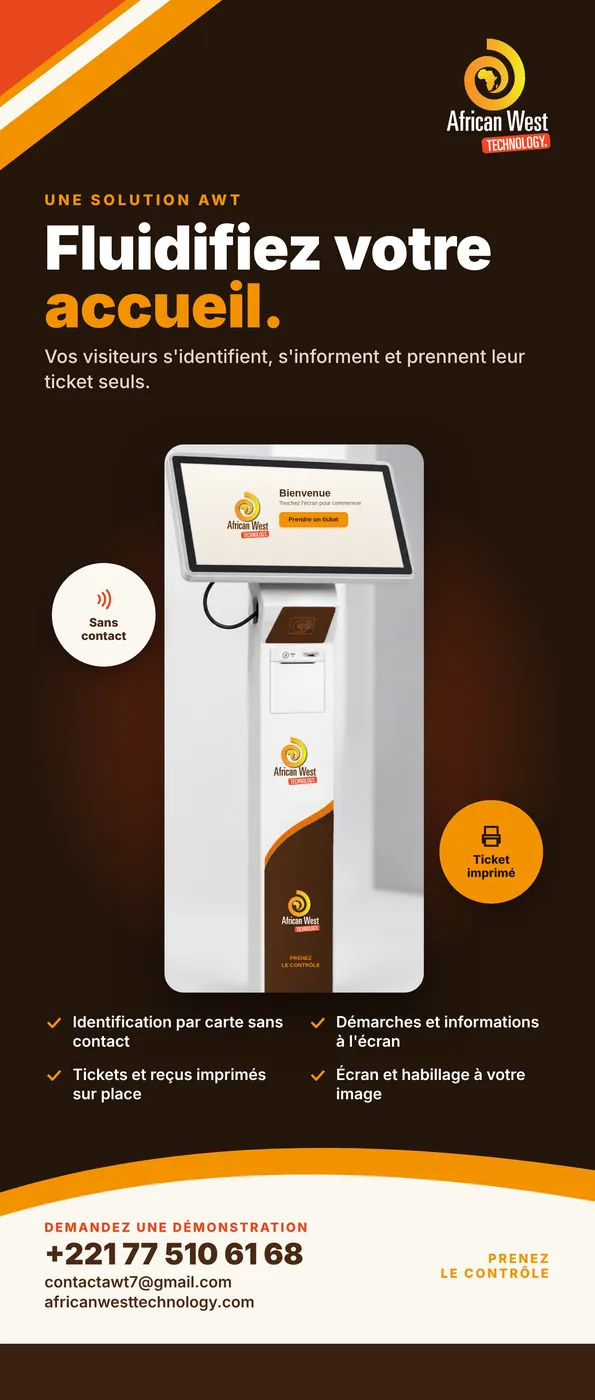 African West
TECHNOLOGY.
UNE SOLUTION AWT
Fluidifiez votre
accueil.
Vos visiteurs s'identifient, s'informent et prennent leur
ticket seuls.
Bienvenue
Touchez l'écran pour commencer
Prendre un ticket
African West
TECHNOLOGY.
Sans
contact
African West
TECHNOLOGY.
Ticket
imprimé
African West
TECHNOLOGY.
PRENEZ
LE CONTRÔLE
Identification par carte sans
contact
Démarches et informations
à l'écran
Tickets et reçus imprimés
sur place
Écran et habillage à votre
image
DEMANDEZ UNE DÉMONSTRATION
+221 77 510 61 68
contactawt7@gmail.com
africanwesttechnology.com
PRENEZ
LE CONTRÔLE